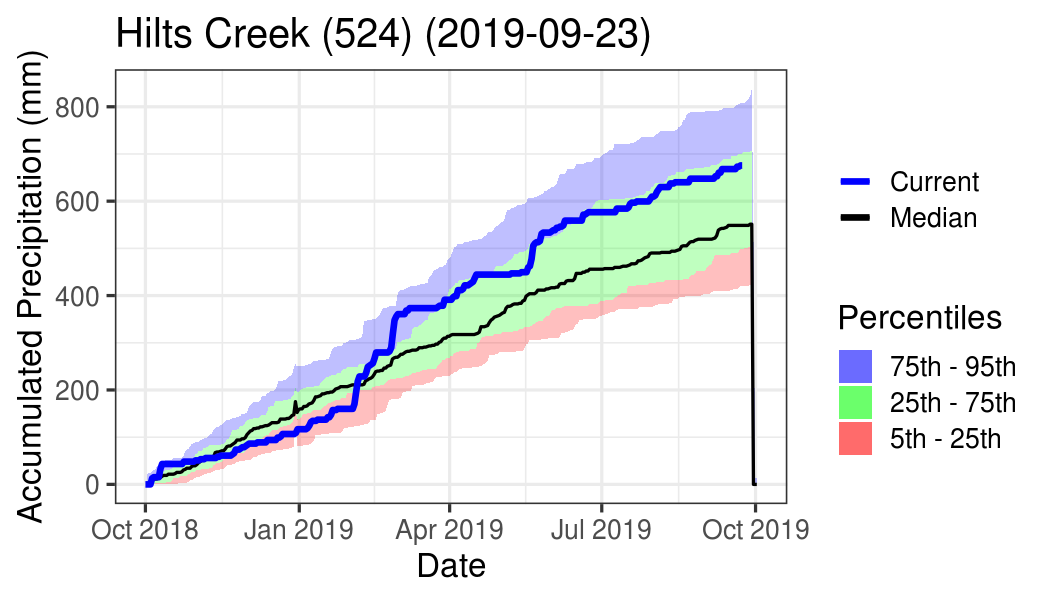 Hilts Creek (524) (2019-09-23)
Accumulated Precipitation (mm)
800
600
400
200
0
Oct 2018
Jan 2019
Apr 2019
Jul 2019
Oct 2019
Date
Current
Median
Percentiles
75th - 95th
25th - 75th
5th - 25th